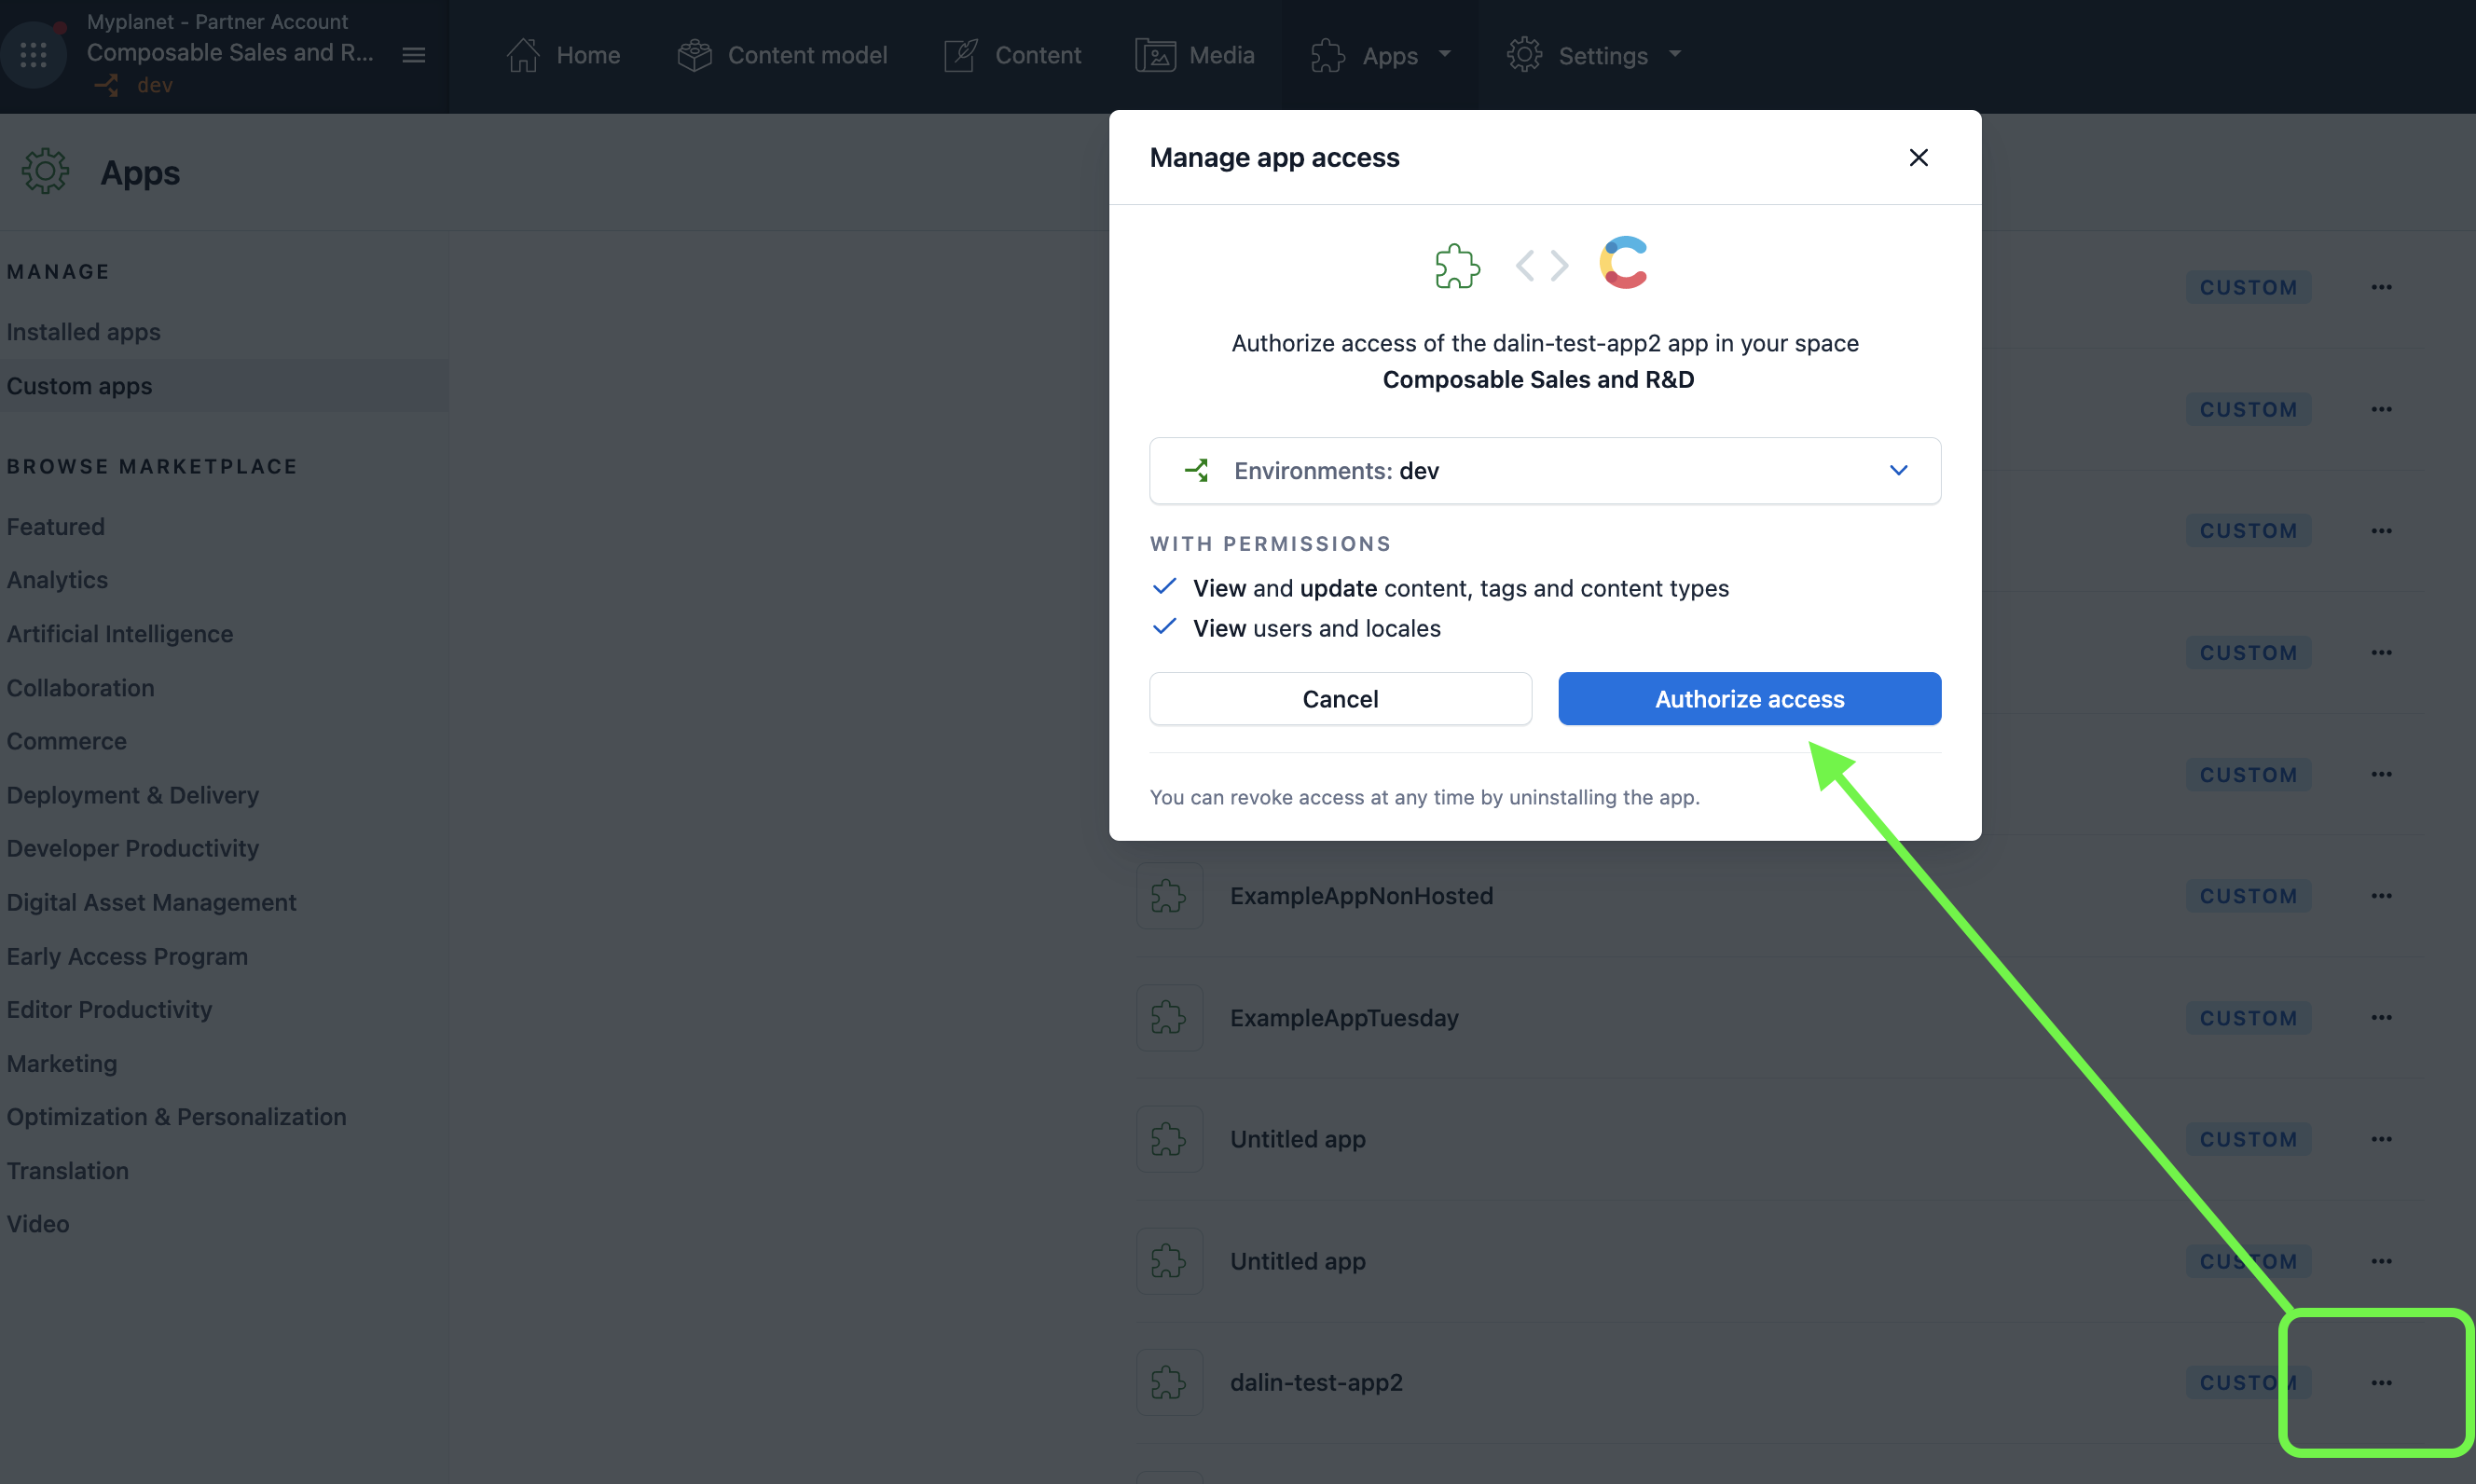 Myplanet - Partner Account
Composable Sales and R...
dev
Home
Content model
Content
Media
Apps
Settings
Apps
MANAGE
Installed apps
Custom apps
BROWSE MARKETPLACE
Featured
Analytics
Artificial Intelligence
Collaboration
Commerce
Deployment & Delivery
Developer Productivity
Digital Asset Management
Early Access Program
Editor Productivity
Marketing
Optimization & Personalization
Translation
Video
Manage app access
Authorize access of the dalin-test-app2 app in your space
Composable Sales and R&D
Environments: dev
WITH PERMISSIONS
View and update content, tags and content types
View users and locales
Cancel
Authorize access
You can revoke access at any time by uninstalling the app.
CUSTOM
CUSTOM
CUSTOM
CUSTOM
CUSTOM
ExampleAppNonHosted
CUSTOM
ExampleAppTuesday
CUSTOM
Untitled app
CUSTOM
Untitled app
CUSTOM
dalin-test-app2
CUSTOM